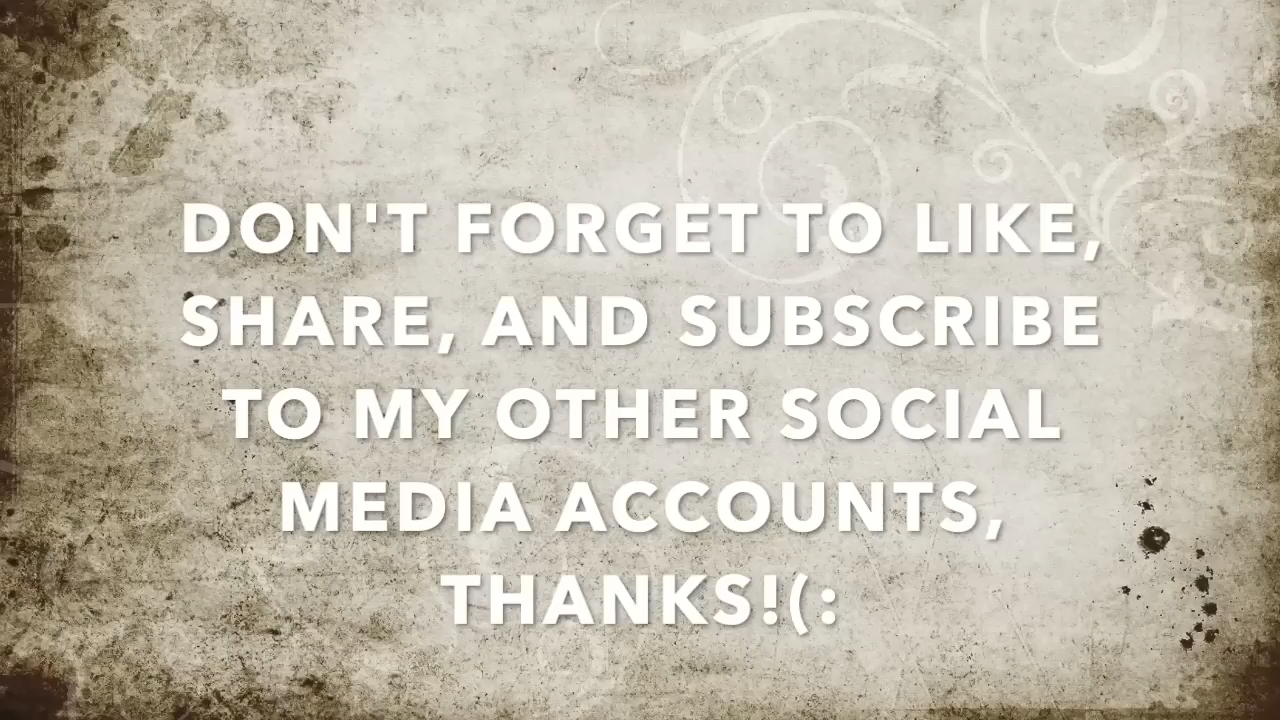 DON'T FORGET TO LIKE,
SHARE, AND SUBSCRIBE
TO MY OTHER SOCIAL
MEDIA ACCOUNTS,
THANKS!(: